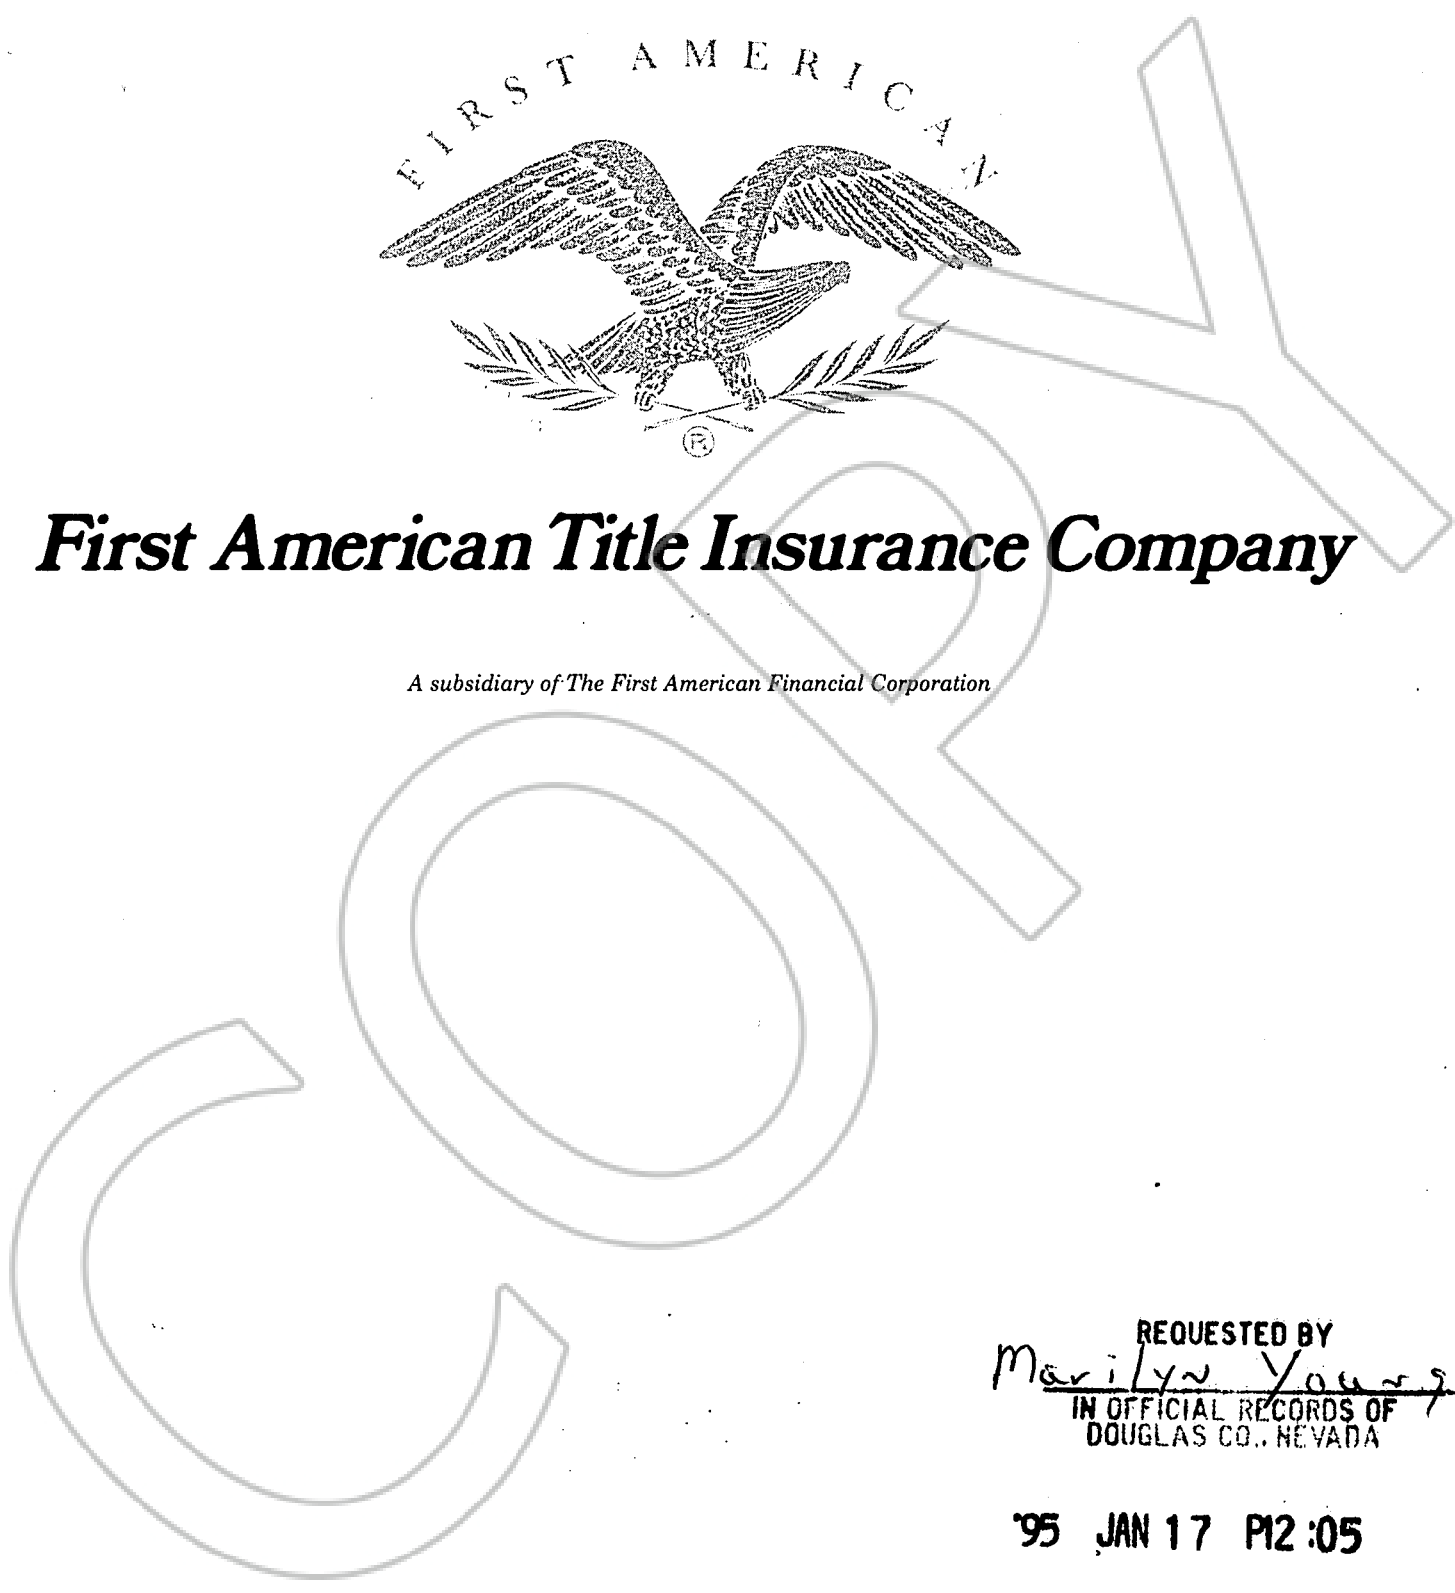 FIRST AMERICAN
®
First American Title Insurance Company
A subsidiary of The First American Financial Corporation
COPY
REQUESTED BY
Marilyn Young
IN OFFICIAL RECORDS OF
DOUGLAS CO., NEVADA
'95 JAN 17 P12:05